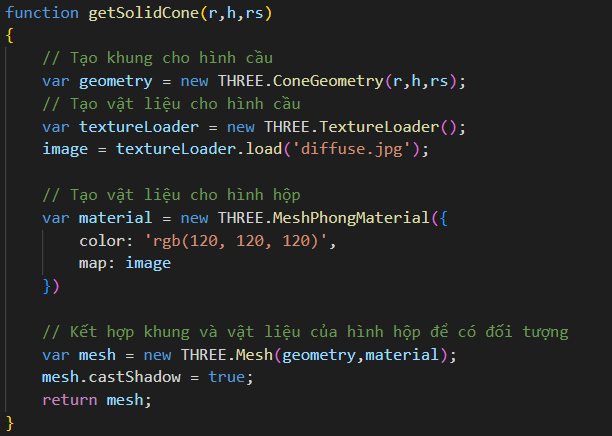 function getSolidCone(r,h,rs)
{
// Tạo khung cho hình cầu
var geometry = new THREE.ConeGeometry(r,h,rs);
// Tạo vật liệu cho hình cầu
var textureLoader = new THREE.TextureLoader();
image = textureLoader.load('diffuse.jpg');
// Tạo vật liệu cho hình hộp
var material = new THREE.MeshPhongMaterial({
color: 'rgb(120, 120, 120)',
map: image
})
// Kết hợp khung và vật liệu của hình hộp để có đối tượng
var mesh = new THREE.Mesh(geometry,material);
mesh.castShadow = true;
return mesh;
}